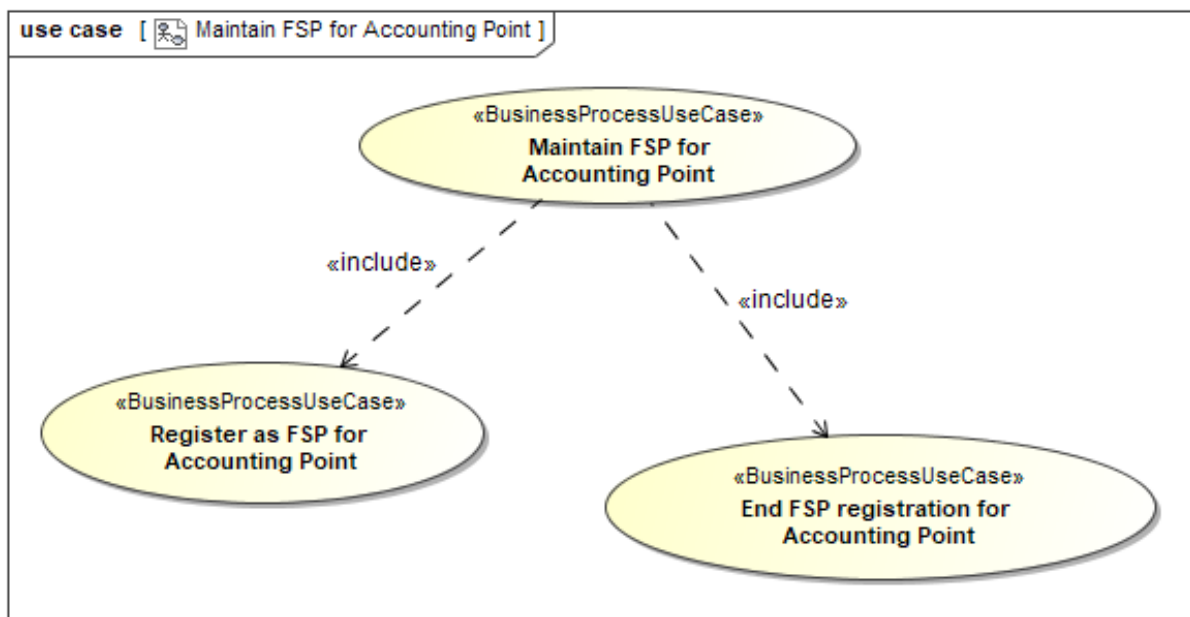 use case [ Maintain FSP for Accounting Point ]
«BusinessProcessUseCase»
Maintain FSP for
Accounting Point
«include»
«include»
«BusinessProcessUseCase»
Register as FSP for
Accounting Point
«BusinessProcessUseCase»
End FSP registration for
Accounting Point